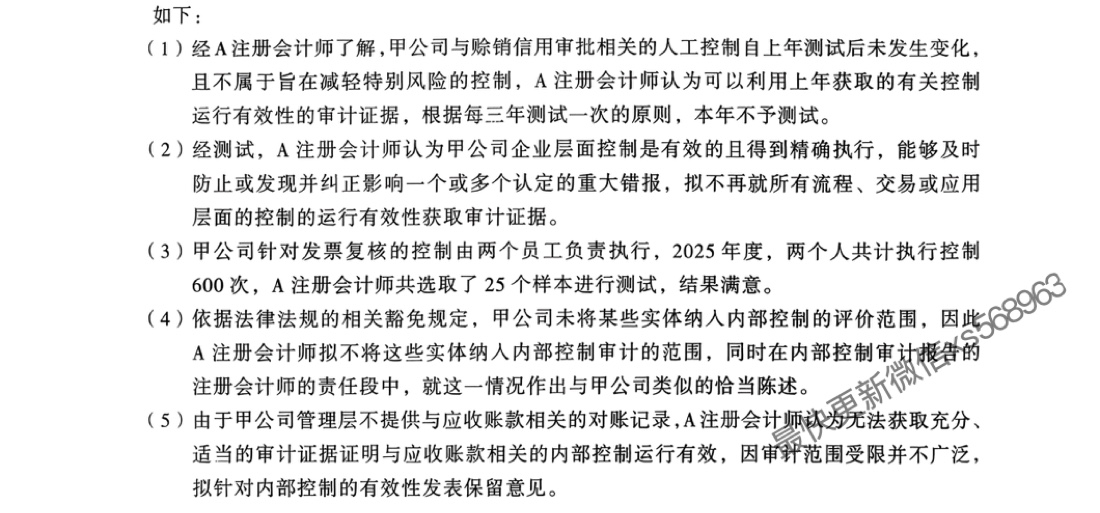 如下：
（1）经A注册会计师了解，甲公司与赊销信用审批相关的人工控制自上年测试后未发生变化，
且不属于旨在减轻特别风险的控制，A 注册会计师认为可以利用上年获取的有关控制
运行有效性的审计证据，根据每三年测试一次的原则，本年不予测试。
（2）经测试，A 注册会计师认为甲公司企业层面控制是有效的且得到精确执行，能够及时
防止或发现并纠正影响一个或多个认定的重大错报，拟不再就所有流程、交易或应用
层面的控制的运行有效性获取审计证据。
（3）甲公司针对发票复核的控制由两个员工负责执行，2025 年度，两个人共计执行控制
600 次，A 注册会计师共选取了 25 个样本进行测试，结果满意。
（4）依据法律法规的相关豁免规定，甲公司未将某些实体纳入内部控制的评价范围，因此
A 注册会计师拟不将这些实体纳入内部控制审计的范围，同时在内部控制审计报告的
注册会计师的责任段中，就这一情况作出与甲公司类似的恰当陈述。
（5）由于甲公司管理层不提供与应收账款相关的对账记录，A注册会计师认为无法获取充分、
适当的审计证据证明与应收账款相关的内部控制运行有效，因审计范围受限并不广泛，
拟针对内部控制的有效性发表保留意见。
最快更新微信xs568963